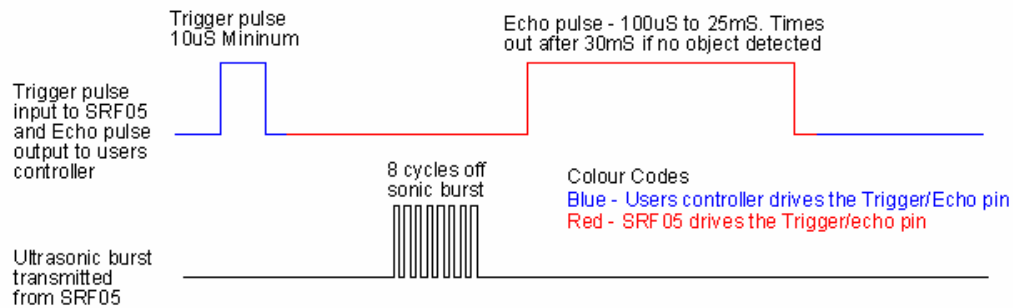 Trigger pulse
10uS Mininum
Echo pulse - 100uS to 25mS. Times
out after 30mS if no object detected
Trigger pulse
input to SRF05
and Echo pulse
output to users
controller
8 cycles off
sonic burst
Colour Codes
Blue - Users controller drives the Trigger/Echo pin
Red - SRF05 drives the Trigger/echo pin
Ultrasonic burst
transmitted
from SRF05